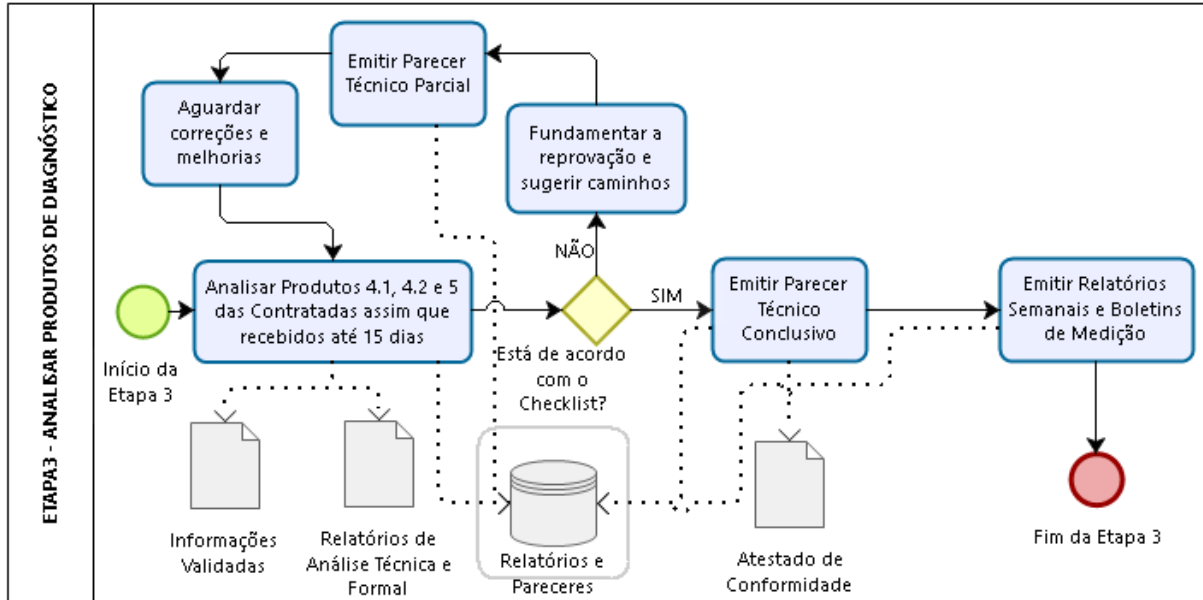 ETAPA3 - ANALISAR PRODUTOS DE DIAGNÓSTICO
Emitir Parecer
Técnico Parcial
Aguardar
correções e
melhorias
Fundamentar a
reprovação e
sugerir caminhos
NÃO
Analisar Produtos 4.1, 4.2 e 5
das Contratadas assim que
recebidos até 15 dias
SIM
Emitir Parecer
Técnico
Conclusivo
Emitir Relatórios
Semanais e Boletins
de Medição
Início da
Etapa 3
Está de acordo
com o
Checklist?
Informações
Validadas
Relatórios de
Análise Técnica e
Formal
Relatórios e
Pareceres
Atestado de
Conformidade
Fim da Etapa 3